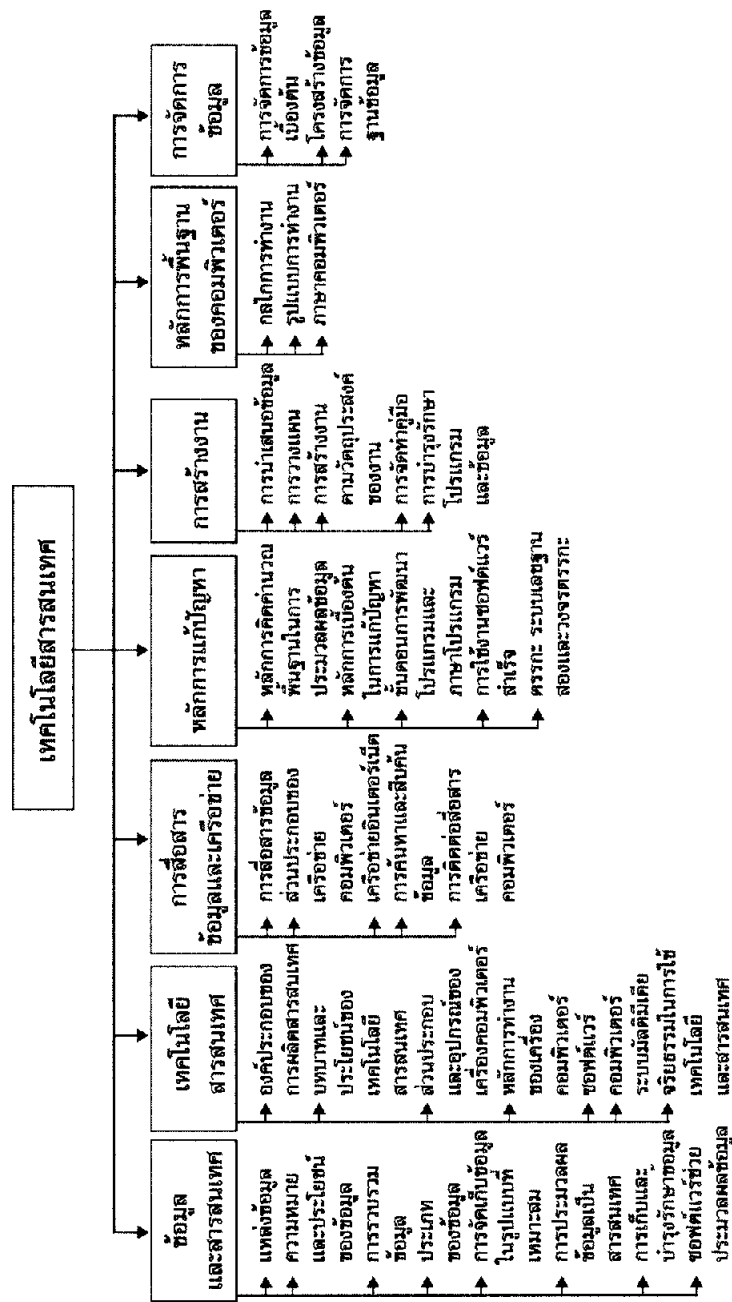 เทคโนโลยีสารสนเทศ
ข้อมูล
และสารสนเทศ
แหล่งข้อมูล
ความหมาย
และประโยชน์
ของข้อมูล
การรวบรวม
ข้อมูล
ประเภท
ของข้อมูล
การจัดเก็บข้อมูล
ในรูปแบบที่
เหมาะสม
การประมวลผล
ข้อมูลเป็น
สารสนเทศ
การเก็บและ
บำรุงรักษาข้อมูล
ซอฟต์แวร์ช่วย
ประมวลผลข้อมูล
เทคโนโลยี
สารสนเทศ
องค์ประกอบของ
การผลิตสารสนเทศ
บทบาทและ
ประโยชน์ของ
เทคโนโลยี
สารสนเทศ
ส่วนประกอบ
และอุปกรณ์ของ
เครื่องคอมพิวเตอร์
หลักการทำงาน
ของเครื่อง
คอมพิวเตอร์
ซอฟต์แวร์
คอมพิวเตอร์
ระบบมัลติมีเดีย
จริยธรรมในการใช้
เทคโนโลยี
และสารสนเทศ
การสื่อสาร
ข้อมูลและเครือข่าย
การสื่อสารข้อมูล
ส่วนประกอบของ
เครือข่าย
คอมพิวเตอร์
เครือข่ายอินเตอร์เน็ต
การค้นหาและสืบค้น
ข้อมูล
การติดต่อสื่อสาร
เครือข่าย
คอมพิวเตอร์
หลักการแก้ปัญหา
หลักการคิดคำนวณ
พื้นฐานในการ
ประมวลผลข้อมูล
หลักการเบื้องต้น
ในการแก้ปัญหา
ขั้นตอนการพัฒนา
โปรแกรมและ
ภาษาโปรแกรม
การใช้งานซอฟต์แวร์
สำเร็จ
ตรรกะ ระบบเลขฐาน
สองและวงจรตรรกะ
การสร้างงาน
การนำเสนอข้อมูล
การวางแผน
การสร้างงาน
ตามวัตถุประสงค์
ของงาน
การจัดทำคู่มือ
การบำรุงรักษา
โปรแกรม
และข้อมูล
หลักการพื้นฐาน
ของคอมพิวเตอร์
กลไกการทำงาน
รูปแบบการทำงาน
ภาษาคอมพิวเตอร์
การจัดการ
ข้อมูล
การจัดการข้อมูล
เบื้องต้น
โครงสร้างข้อมูล
การจัดการ
ฐานข้อมูล